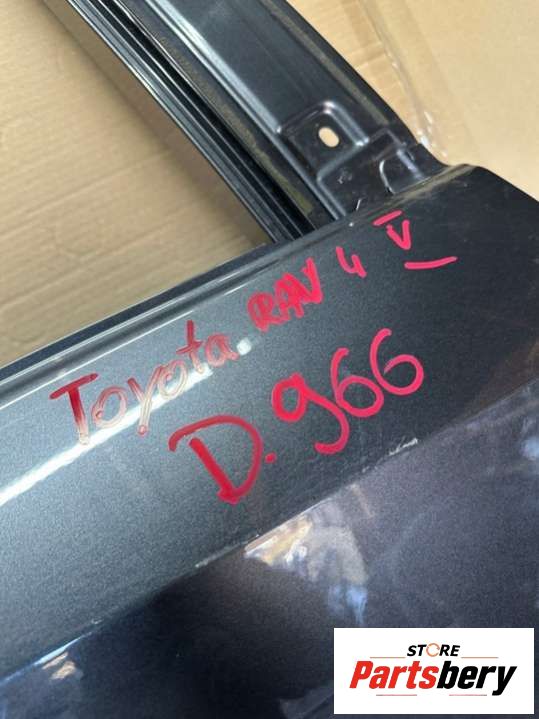 Toyota RAV 4 V
D.966
STORE
Partsbery